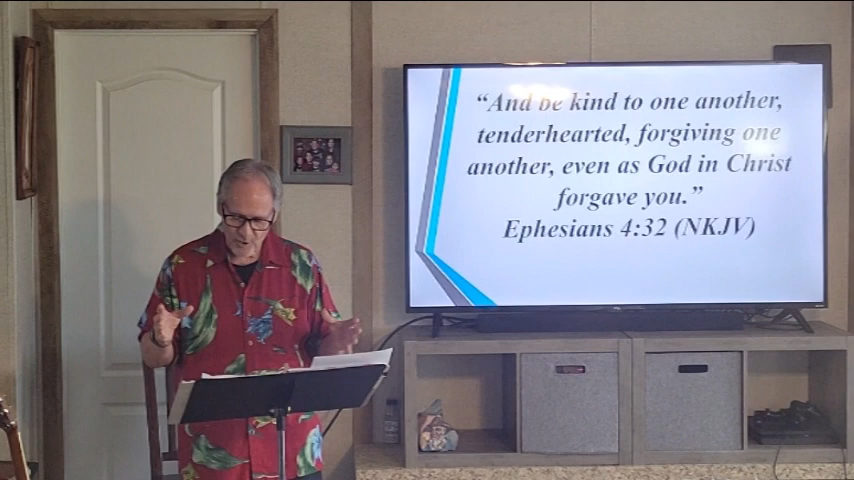 “And be kind to one another,
tenderhearted, forgiving one
another, even as God in Christ
forgave you.”
Ephesians 4:32 (NKJV)